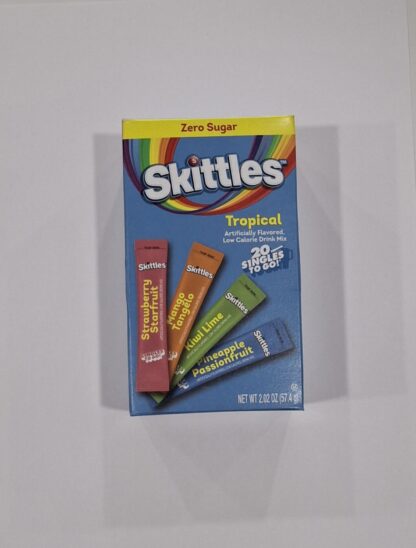 Zero Sugar
Skittles™
Tropical
Artificially Flavored,
Low Calorie Drink Mix
20
SINGLES
TO GO!
Skittles
Strawberry
Starfruit
Skittles
Mango
Tangelo
Skittles
Kiwi Lime
Skittles
Pineapple
Passionfruit
NET WT 2.02 OZ (57.4 g)